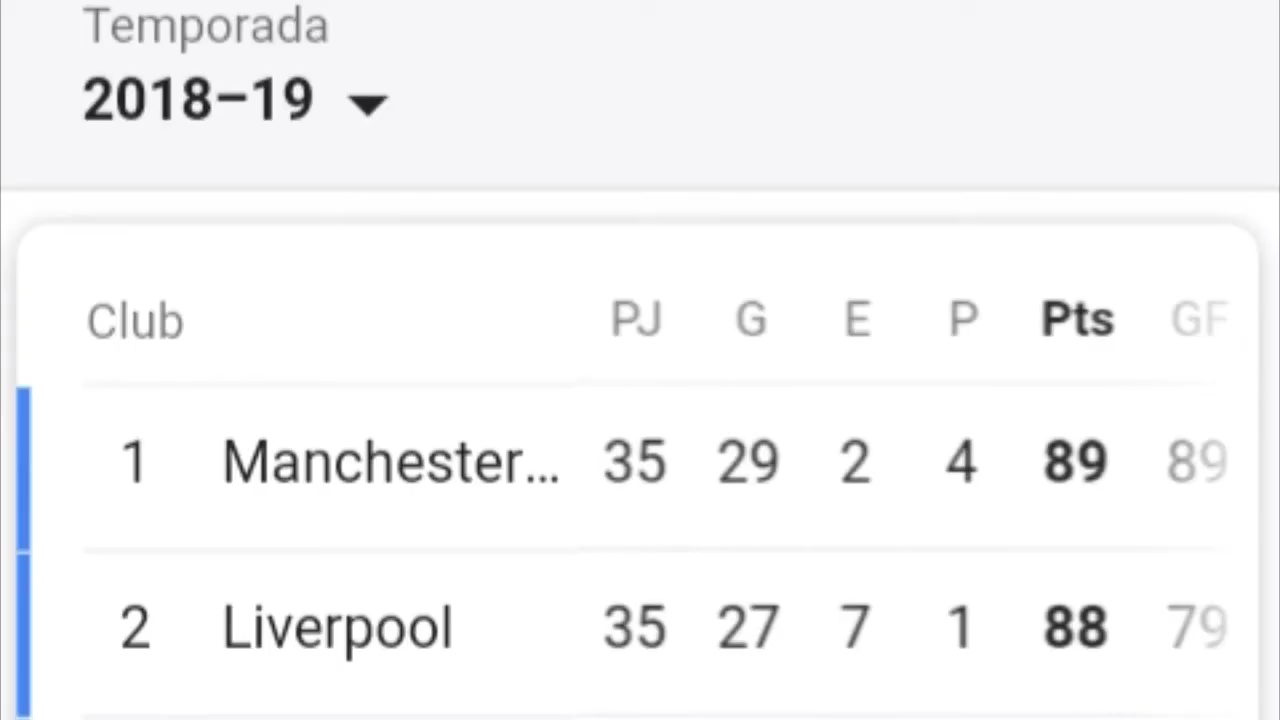 Temporada
2018–19
Club PJ G E P Pts GF
1 Manchester... 35 29 2 4 89 89
2 Liverpool 35 27 7 1 88 79